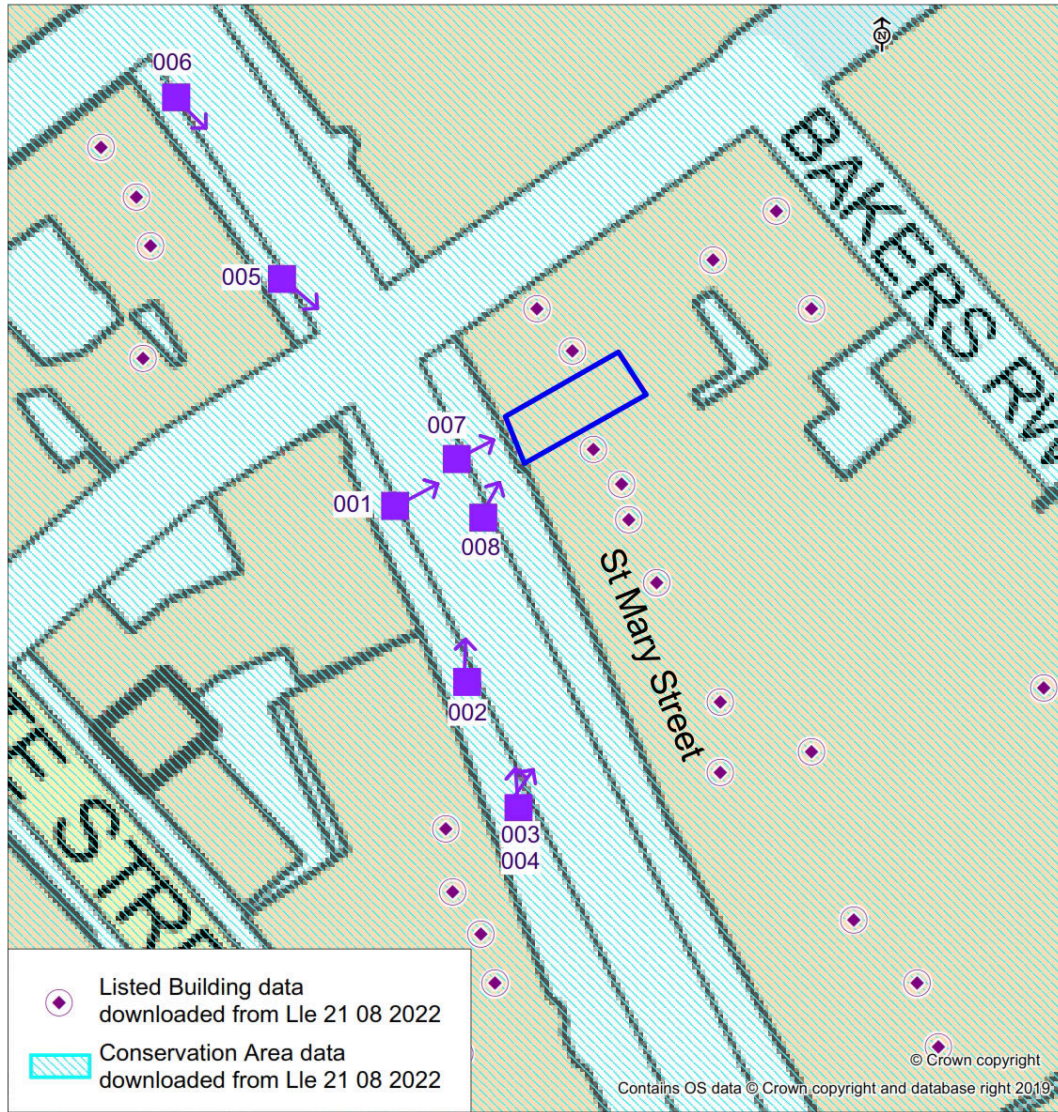 006
N
BAKERS RW
005
007
001
008
St Mary Street
002
003
004
TE STR
Listed Building data
downloaded from Lle 21 08 2022
Conservation Area data
downloaded from Lle 21 08 2022
© Crown copyright
Contains OS data © Crown copyright and database right 2019